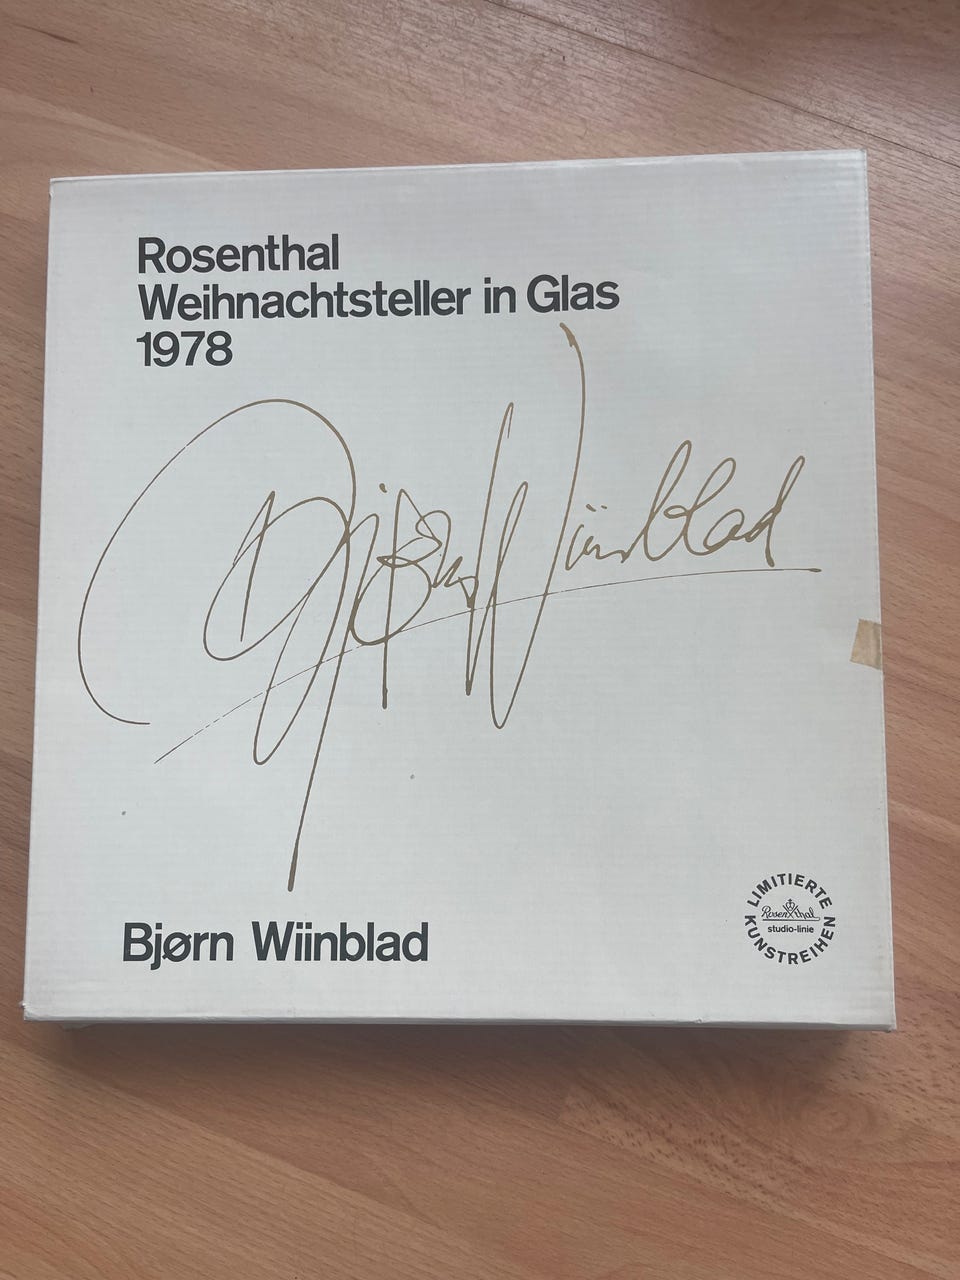 Rosenthal
Weihnachtsteller in Glas
1978
Bjørn Wiinblad
Bjørn Wiinblad
LIMITIERTE
Rosenthal
studio-linie
KUNSTREIHEN